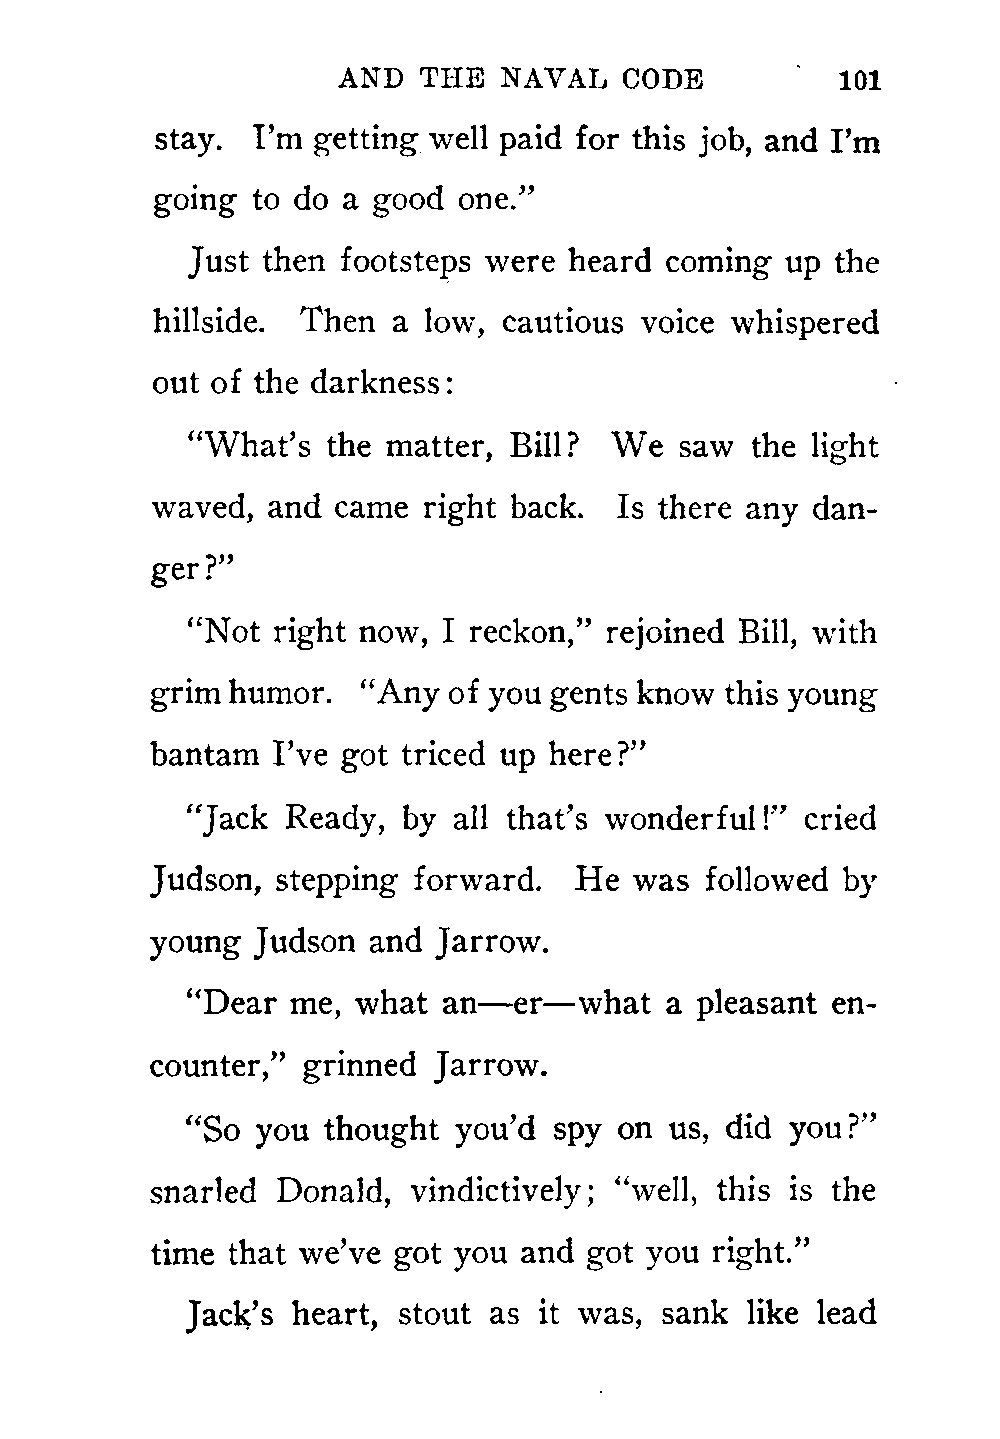 AND THE NAVAL CODE 101
stay. I'm getting well paid for this job, and I'm
going to do a good one."
Just then footsteps were heard coming up the
hillside. Then a low, cautious voice whispered
out of the darkness:
"What's the matter, Bill? We saw the light
waved, and came right back. Is there any dan-
ger?"
"Not right now, I reckon," rejoined Bill, with
grim humor. "Any of you gents know this young
bantam I've got triced up here?"
"Jack Ready, by all that's wonderful!" cried
Judson, stepping forward. He was followed by
young Judson and Jarrow.
"Dear me, what an—er—what a pleasant en-
counter," grinned Jarrow.
"So you thought you'd spy on us, did you?"
snarled Donald, vindictively; "well, this is the
time that we've got you and got you right."
Jack's heart, stout as it was, sank like lead